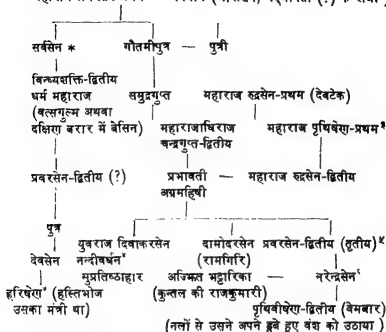 सर्वसेन * गौतमीपुत्र — पुत्री
विन्ध्यशक्ति-द्वितीय
धर्म महाराज समुद्रगुप्त महाराज रुद्रसेन-प्रथम (देवटेक)
(वत्सगुल्म अथवा
दक्षिण बरार में बेसिन) महाराजाधिराज महाराज पृथिषेण-प्रथम
चन्द्रगुप्त-द्वितीय
प्रवरसेन-द्वितीय (?) प्रभावती — महाराज रुद्रसेन-द्वितीय
अग्रमहिषी
पुत्र युवराज दिवाकरसेन दामोदरसेन प्रवरसेन-द्वितीय (तृतीय)५
देवसेन नन्दीवर्धन (रामगिरि)
सुप्रतिष्ठाहार अज्झित भट्टारिका — नरेन्द्रसेन
हरिषेण (हस्तिभोज (कुन्तल की राजकुमारी)
उसका मंत्री था) पृथिवीषेण-द्वितीय (वेमबार)
(नलों से उसने अपने डूबे हुए वंश को उठाया)